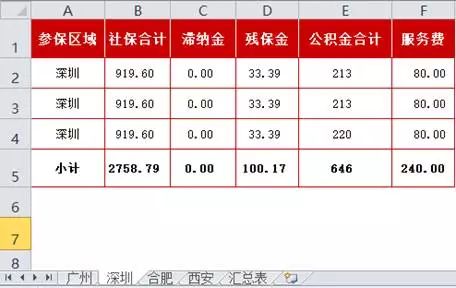 A B C D E F
1 参保区域 社保合计 滞纳金 残保金 公积金合计 服务费
2 深圳 919.60 0.00 33.39 213 80.00
3 深圳 919.60 0.00 33.39 213 80.00
4 深圳 919.60 0.00 33.39 220 80.00
5 小计 2758.79 0.00 100.17 646 240.00
6
7
8
广州 深圳 合肥 西安 汇总表